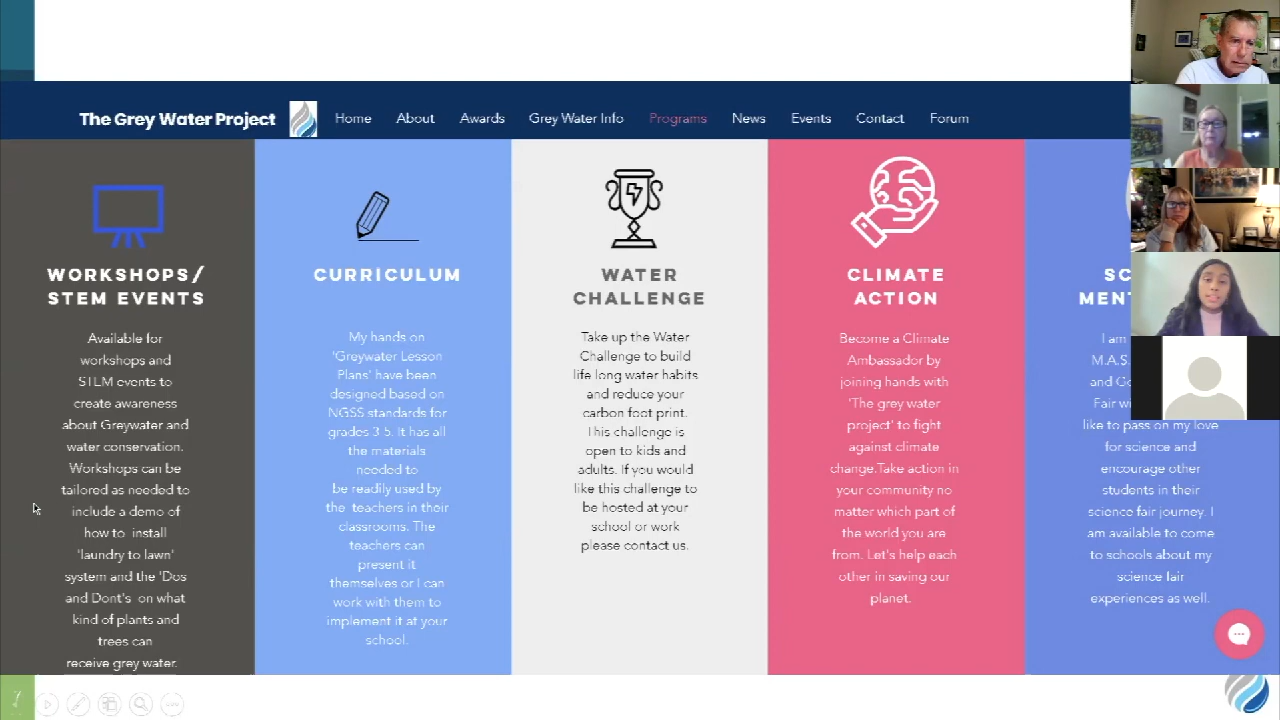 The Grey Water Project
Home
About
Awards
Grey Water Info
Programs
News
Events
Contact
Forum
WORKSHOPS/
STEM EVENTS
Available for
workshops and
STEM events to
create awareness
about Greywater and
water conservation.
Workshops can be
tailored as needed to
include a demo of
how to install
'laundry to lawn'
system and the 'Dos
and Dont's on what
kind of plants and
trees can
receive grey water.
CURRICULUM
My hands on
'Greywater Lesson
Plans' have been
designed based on
NGSS standards for
grades 3-5. It has all
the materials
needed to
be readily used by
the teachers in their
classrooms. The
teachers can
present it
themselves or I can
work with them to
implement it at your
school.
WATER
CHALLENGE
Take up the Water
Challenge to build
life long water habits
and reduce your
carbon foot print.
This challenge is
open to kids and
adults. If you would
like this challenge to
be hosted at your
school or work
please contact us.
CLIMATE
ACTION
Become a Climate
Ambassador by
joining hands with
'The grey water
project' to fight
against climate
change.Take action in
your community no
matter which part of
the world you are
from. Let's help each
other in saving our
planet.
SC
MENT
I am
M.A.S.
and Go
Fair w
like to pass on my love
for science and
encourage other
students in their
science fair journey. I
am available to come
to schools about my
science fair
experiences as well.